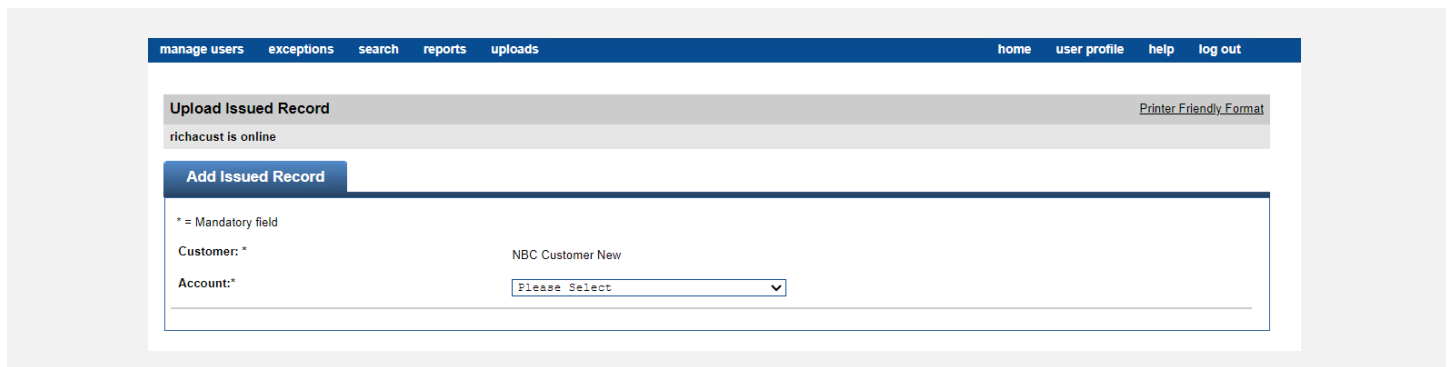 manage users exceptions search reports uploads home user profile help log out
Upload Issued Record Printer Friendly Format
richacust is online
Add Issued Record
* = Mandatory field
Customer: * NBC Customer New
Account:* Please Select